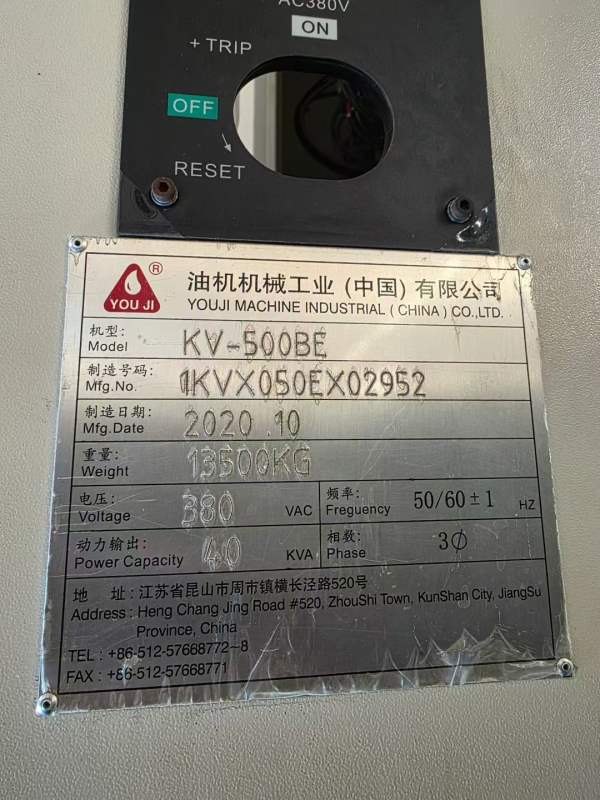 AC380V
ON
+ TRIP
OFF
RESET
YOU JI ®
油机机械工业 (中国) 有限公司
YOUJI MACHINE INDUSTRIAL ( CHINA ) CO.,LTD.
机型: KV-500BE
Model
制造号码: 1KVX050EX02952
Mfg.No.
制造日期: 2020.10
Mfg.Date
重量: 13500KG
Weight
电压: 380 VAC 频率: 50/60±1 HZ
Voltage Freguency
动力输出: 40 KVA 相数: 3∅
Power Capacity Phase
地 址:江苏省昆山市周市镇横长泾路520号
Address : Heng Chang Jing Road #520, ZhouShi Town, KunShan City, JiangSu
Province, China
TEL : +86-512-57668772~8
FAX : +86-512-57668771